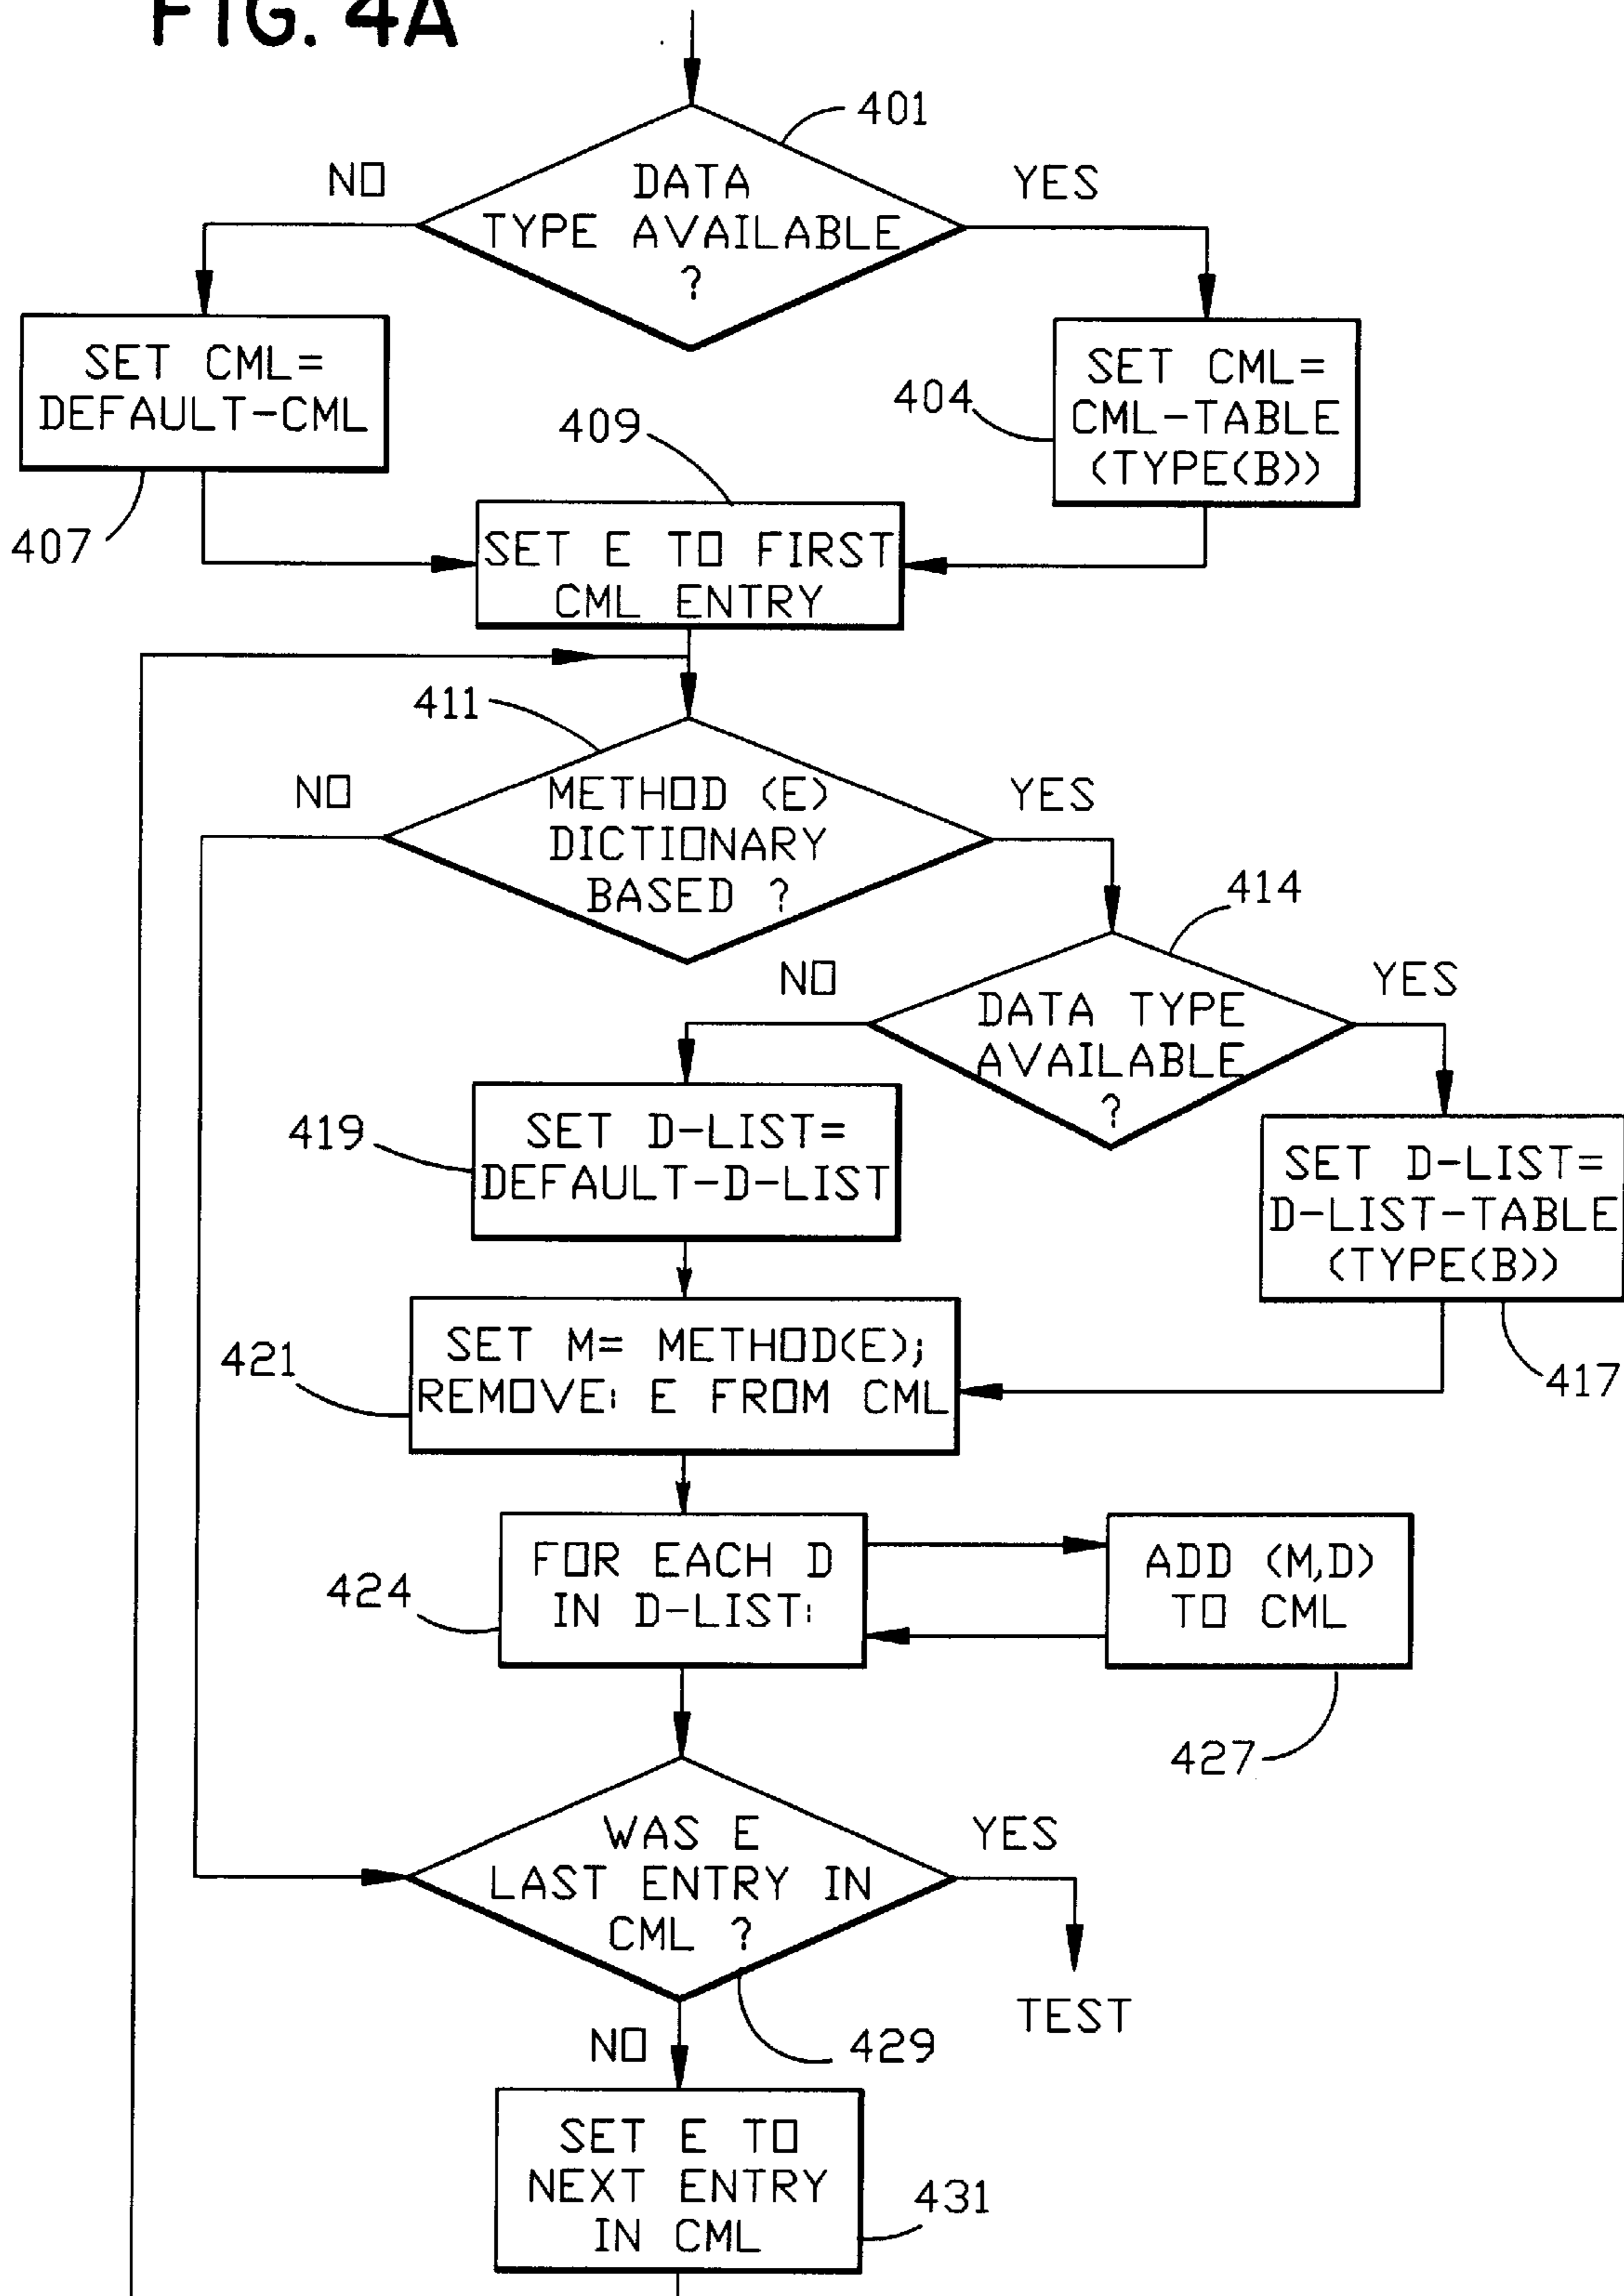 FIG. 4A
401
NO
YES
DATA
TYPE AVAILABLE
?
SET CML=
DEFAULT-CML
407
404
SET CML=
CML-TABLE
(TYPE(B))
409
SET E TO FIRST
CML ENTRY
411
NO
YES
METHOD (E)
DICTIONARY
BASED ?
414
NO
YES
DATA TYPE
AVAILABLE
?
419
SET D-LIST=
DEFAULT-D-LIST
SET D-LIST=
D-LIST-TABLE
(TYPE(B))
417
421
SET M= METHOD(E);
REMOVE: E FROM CML
424
FOR EACH D
IN D-LIST:
ADD (M,D)
TO CML
427
WAS E
LAST ENTRY IN
CML ?
YES
TEST
429
NO
SET E TO
NEXT ENTRY
IN CML
431